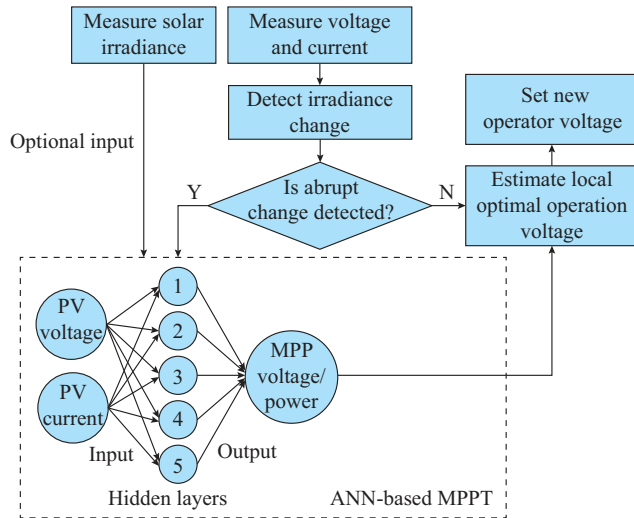 Measure solar
irradiance
Measure voltage
and current
Detect irradiance
change
Set new
operator voltage
Optional input
Y
Is abrupt
change detected?
N
Estimate local
optimal operation
voltage
PV
voltage
PV
current
Input
1
2
3
4
5
Hidden layers
Output
MPP
voltage/
power
ANN-based MPPT